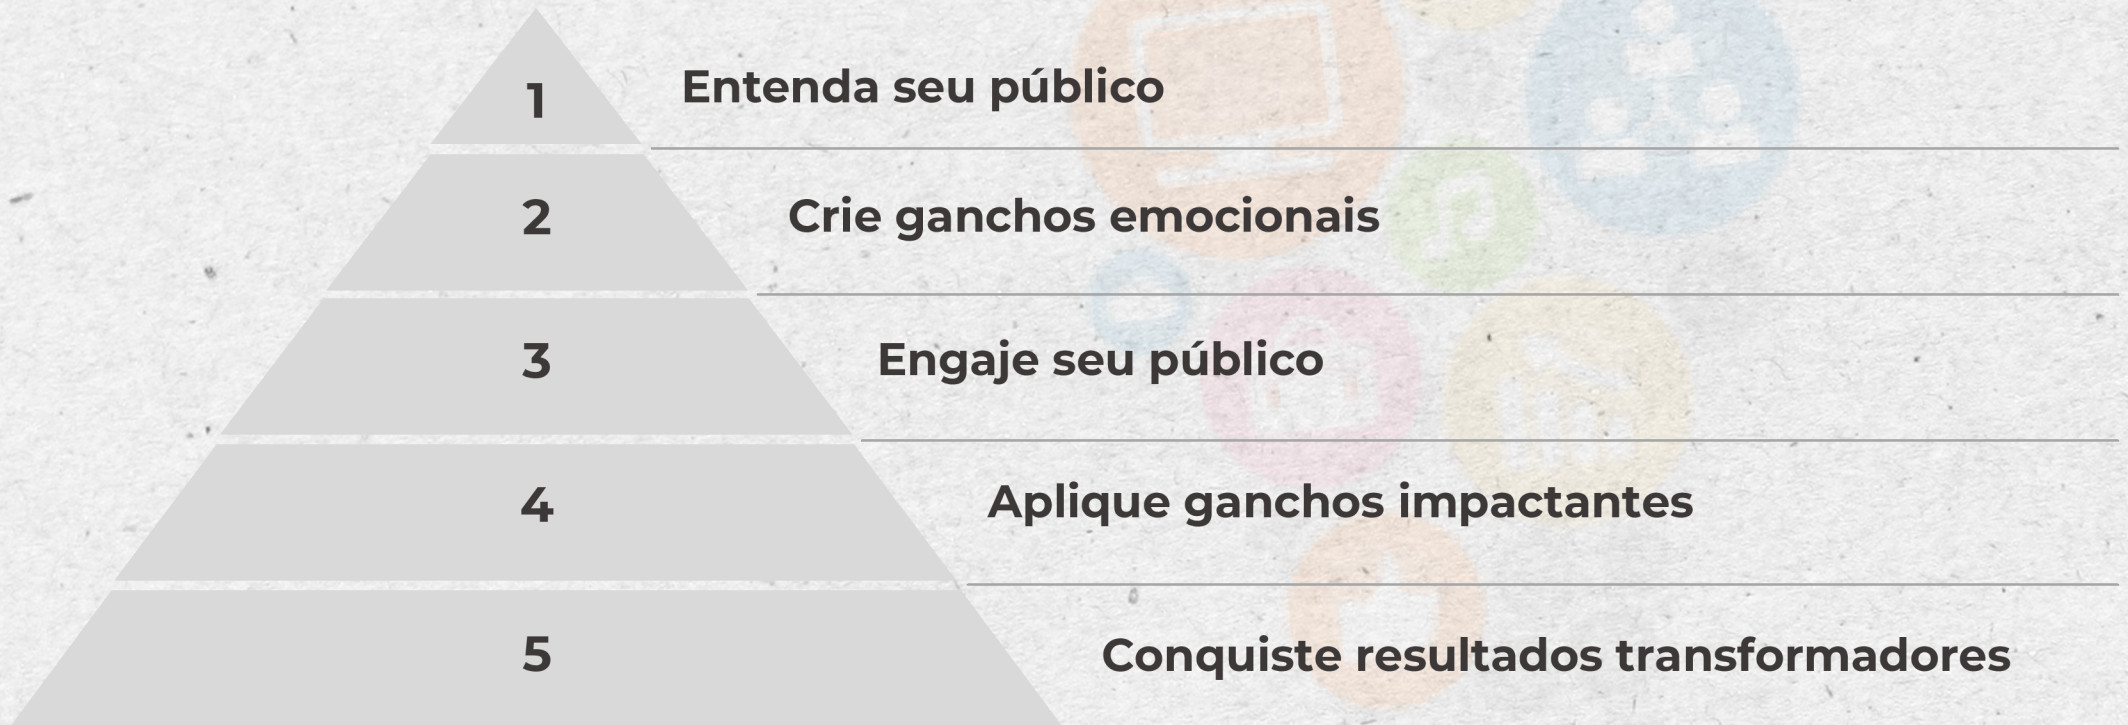 1 Entenda seu público
2 Crie ganchos emocionais
3 Engaje seu público
4 Aplique ganchos impactantes
5 Conquiste resultados transformadores